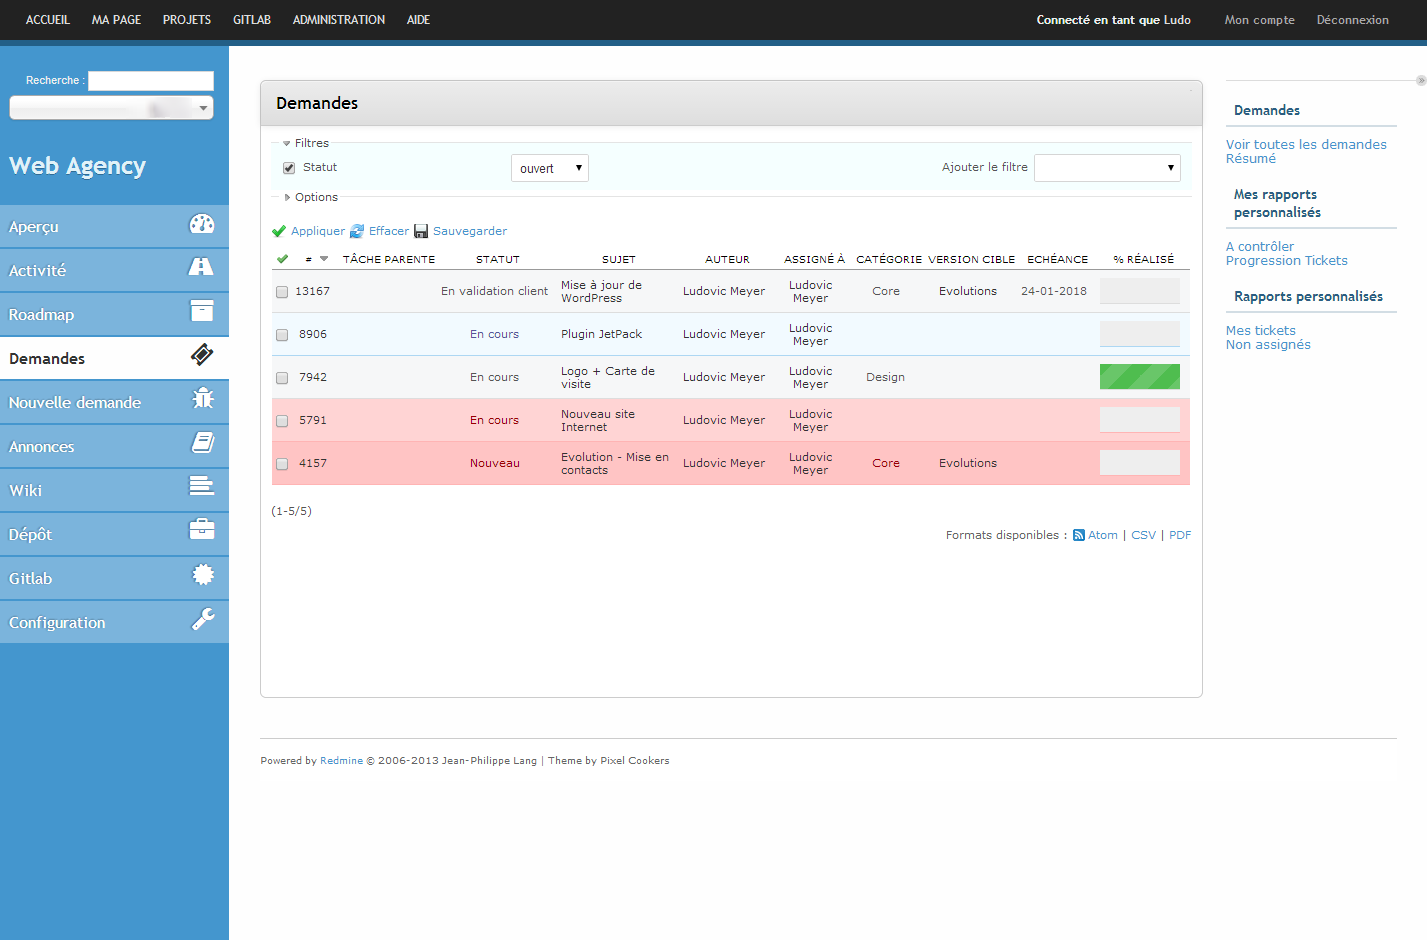 ACCUEIL MA PAGE PROJETS GITLAB ADMINISTRATION AIDE Connecté en tant que Ludo Mon compte Déconnexion
Recherche :
Web Agency
Aperçu
Activité
Roadmap
Demandes
Nouvelle demande
Annonces
Wiki
Dépôt
Gitlab
Configuration
Demandes
Filtres
Statut ouvert Ajouter le filtre
Options
Appliquer Effacer Sauvegarder
# TÂCHE PARENTE STATUT SUJET AUTEUR ASSIGNÉ À CATÉGORIE VERSION CIBLE ECHÉANCE % RÉALISÉ
13167 En validation client Mise à jour de WordPress Ludovic Meyer Ludovic Meyer Core Evolutions 24-01-2018
8906 En cours Plugin JetPack Ludovic Meyer Ludovic Meyer
7942 En cours Logo + Carte de visite Ludovic Meyer Ludovic Meyer Design
5791 En cours Nouveau site Internet Ludovic Meyer Ludovic Meyer
4157 Nouveau Evolution - Mise en contacts Ludovic Meyer Ludovic Meyer Core Evolutions
(1-5/5)
Formats disponibles : Atom | CSV | PDF
Demandes
Voir toutes les demandes
Résumé
Mes rapports
personnalisés
A contrôler
Progression Tickets
Rapports personnalisés
Mes tickets
Non assignés
Powered by Redmine © 2006-2013 Jean-Philippe Lang | Theme by Pixel Cookers